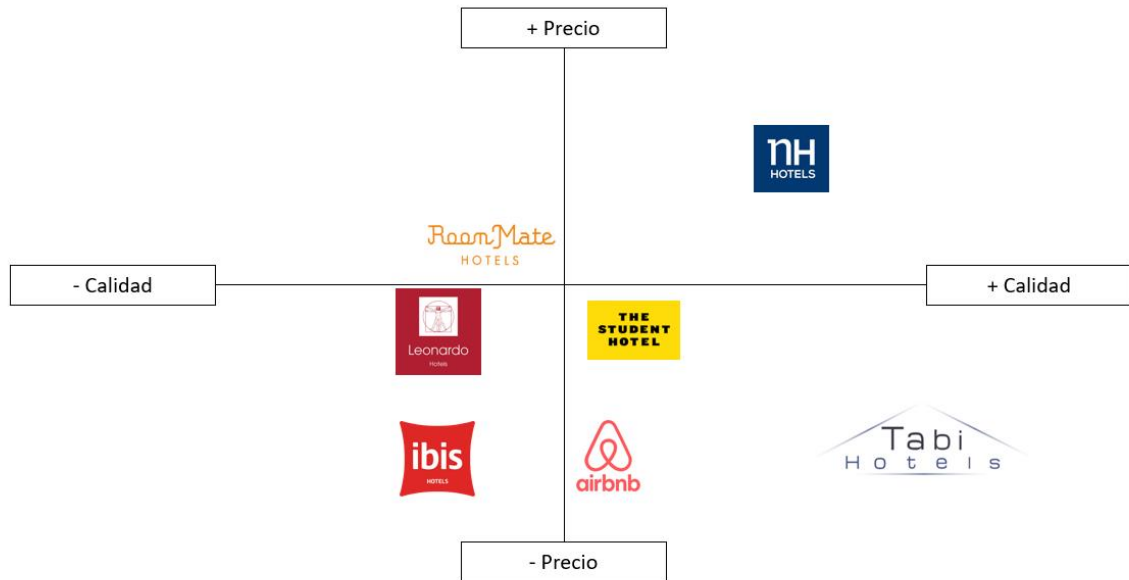 + Precio
nH
HOTELS
RoomMate
HOTELS
- Calidad
+ Calidad
Leonardo
Hotels
THE
STUDENT
HOTEL
ibis
HOTELS
airbnb
Tabi
Hotels
- Precio